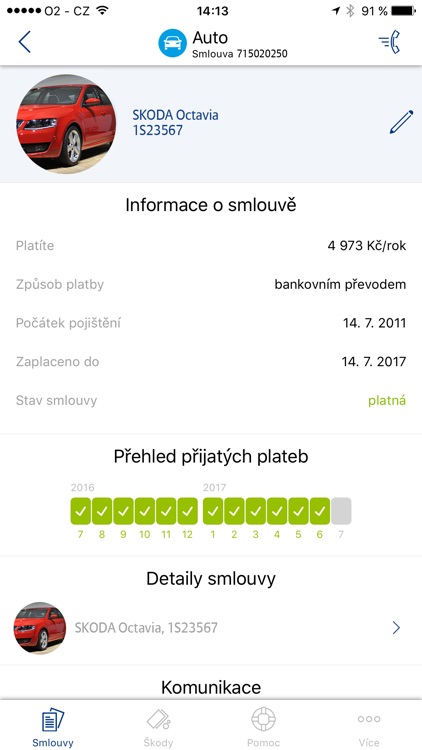 O2 - CZ 14:13 91 %
Auto
Smlouva 715020250
SKODA Octavia
1S23567
Informace o smlouvě
Platíte 4 973 Kč/rok
Způsob platby bankovním převodem
Počátek pojištění 14. 7. 2011
Zaplaceno do 14. 7. 2017
Stav smlouvy platná
Přehled přijatých plateb
2016 2017
7 8 9 10 11 12 1 2 3 4 5 6 7
Detaily smlouvy
SKODA Octavia, 1S23567
Komunikace
Smlouvy Škody Pomoc Více